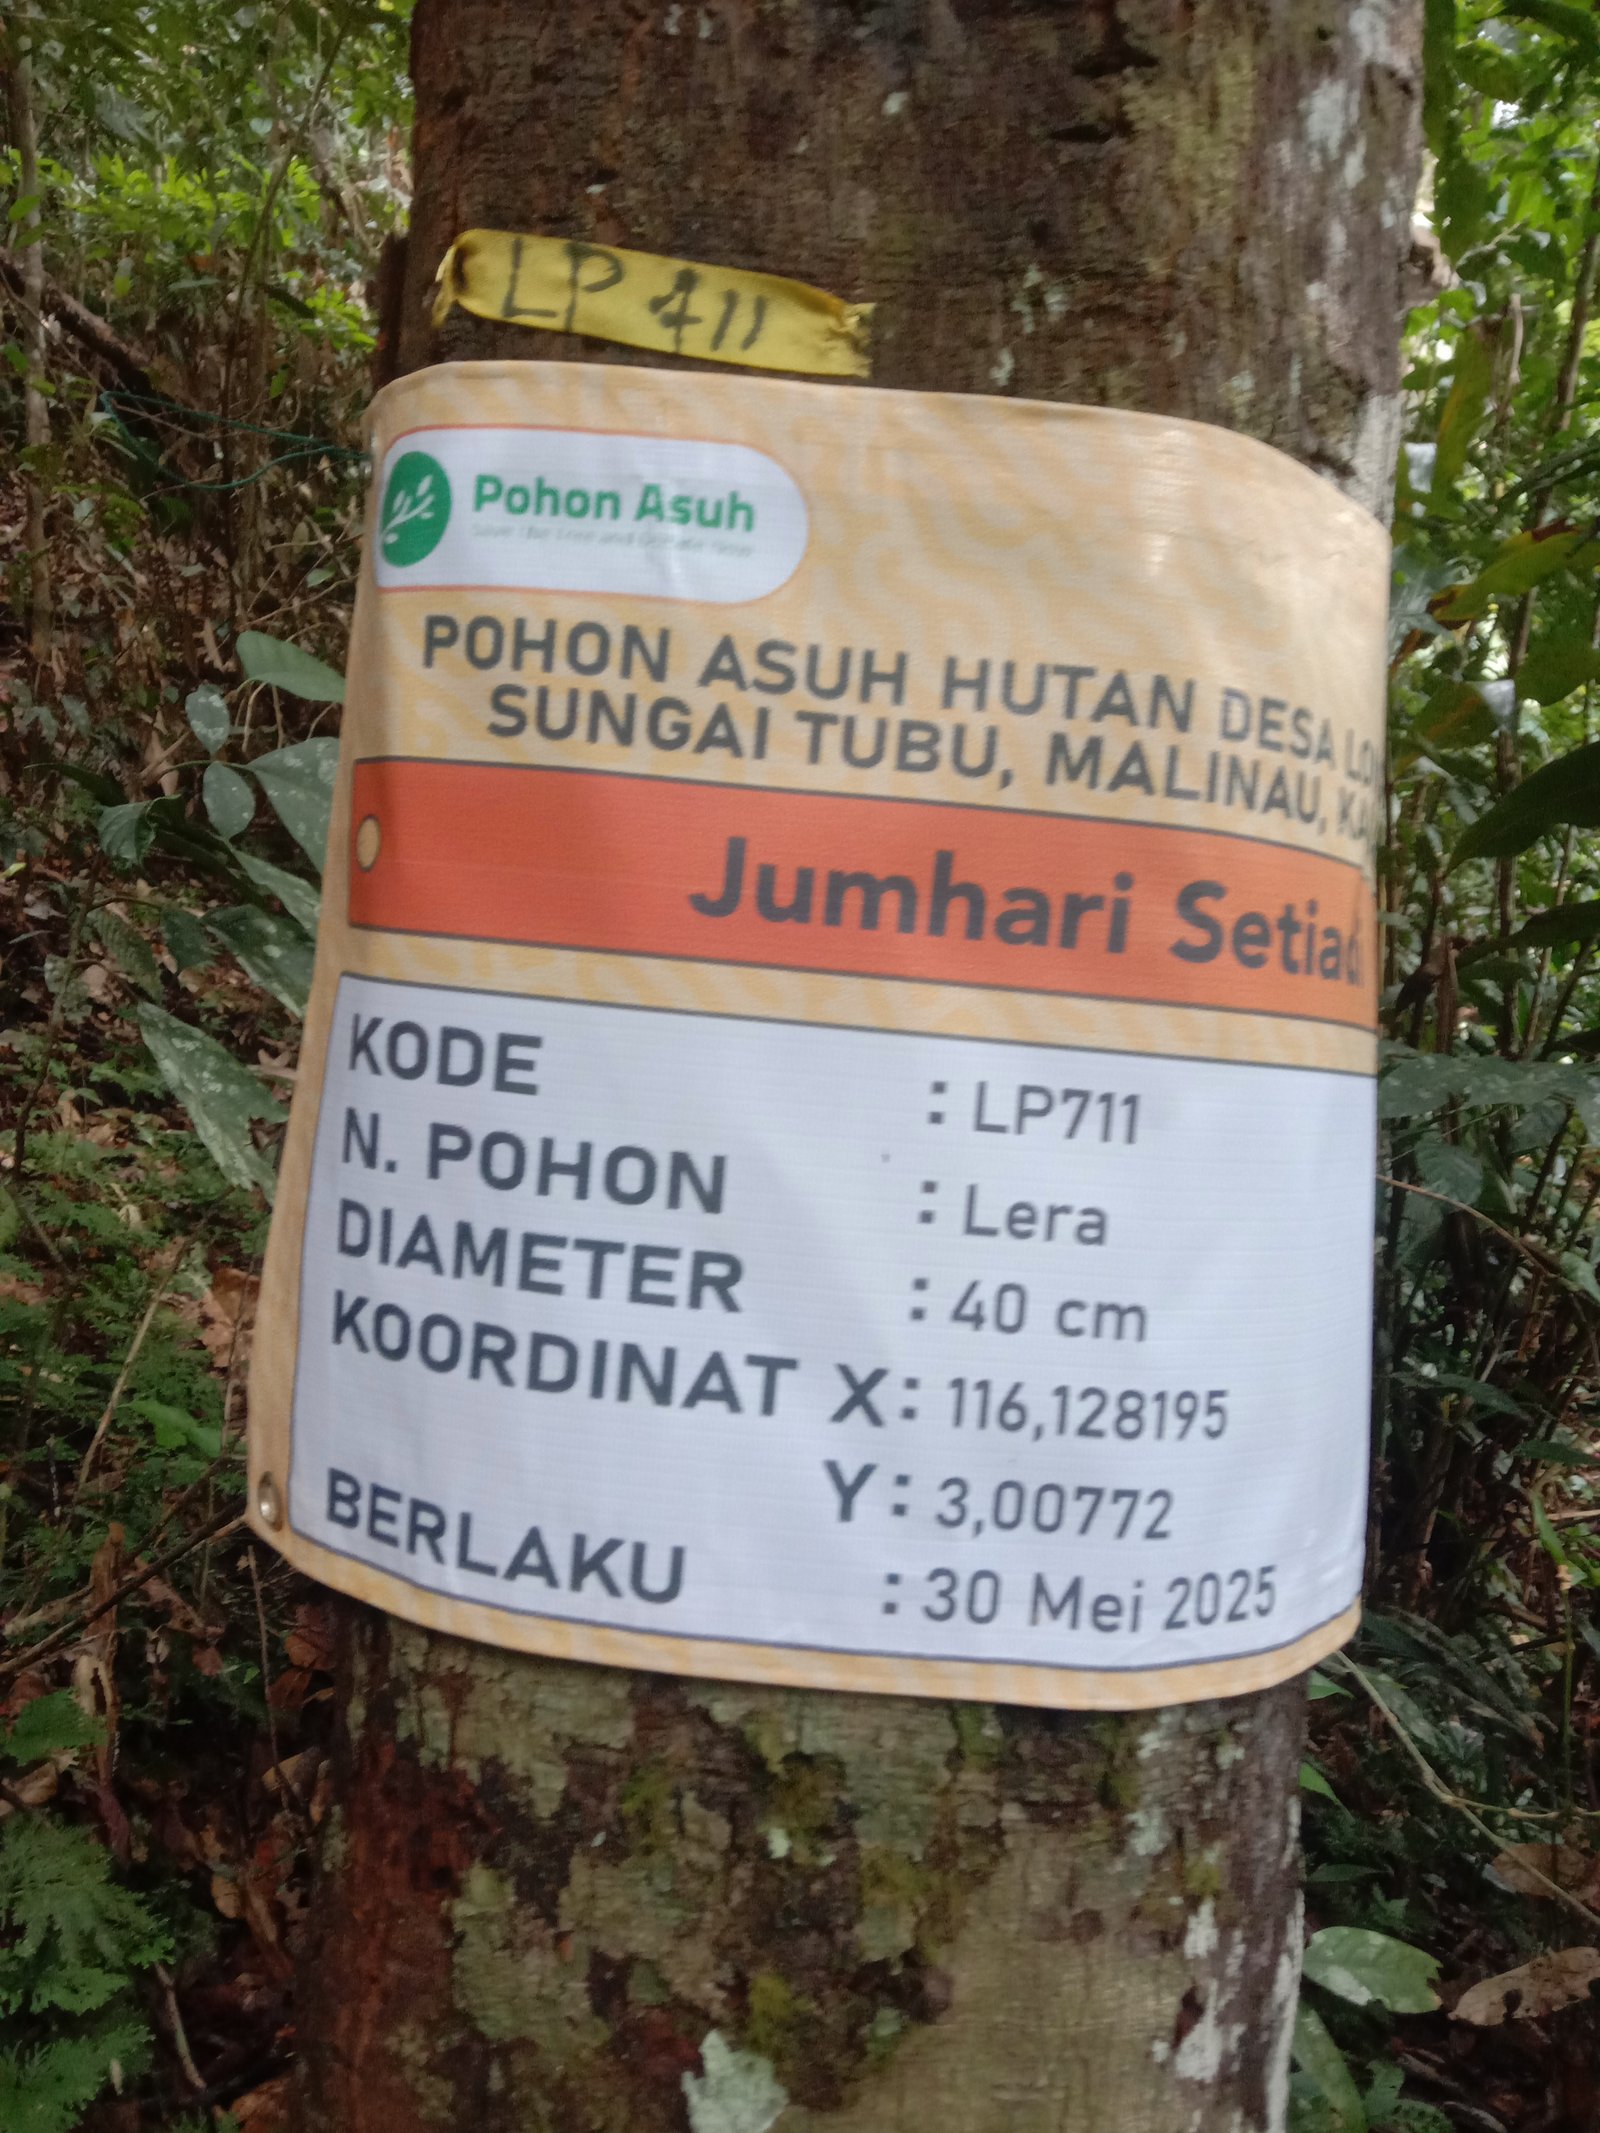 LP 711
Pohon Asuh
POHON ASUH HUTAN DESA
SUNGAI TUBU, MALINAU,
Jumhari Setiadi
KODE : LP711
N. POHON : Lera
DIAMETER : 40 cm
KOORDINAT X : 116,128195
Y : 3,00772
BERLAKU : 30 Mei 2025